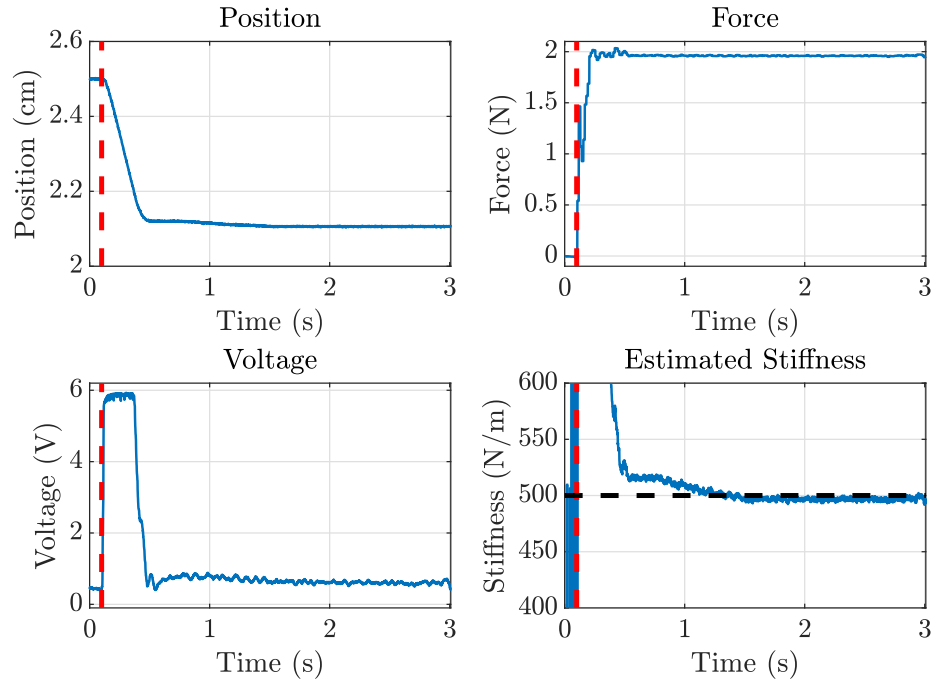 Position
Position (cm)
2.6
2.4
2.2
2
0 1 2 3
Time (s)
Force
Force (N)
2
1.5
1
0.5
0
0 1 2 3
Time (s)
Voltage
Voltage (V)
6
4
2
0
0 1 2 3
Time (s)
Estimated Stiffness
Stiffness (N/m)
600
550
500
450
400
0 1 2 3
Time (s)